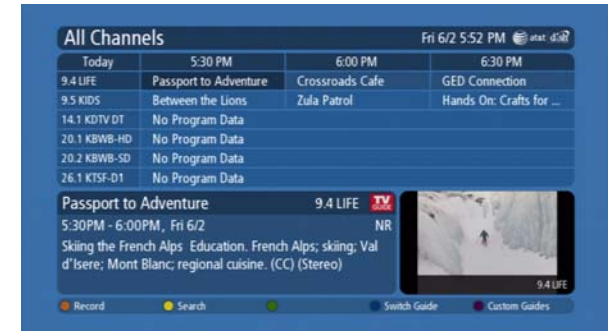 All Channels Fri 6/2 5:52 PM at&t dish
Today 5:30 PM 6:00 PM 6:30 PM
9.4 LIFE Passport to Adventure Crossroads Cafe GED Connection
9.5 KIDS Between the Lions Zula Patrol Hands On: Crafts for ...
14.1 KDTV DT No Program Data
20.1 KBWB-HD No Program Data
20.2 KBWB-SD No Program Data
26.1 KTSF-D1 No Program Data
Passport to Adventure 9.4 LIFE TV GUIDE
5:30PM - 6:00PM, Fri 6/2 NR
Skiing the French Alps Education. French Alps; skiing; Val
d'Isere; Mont Blanc; regional cuisine. (CC) (Stereo)
9.4 LIFE
Record Search Switch Guide Custom Guides